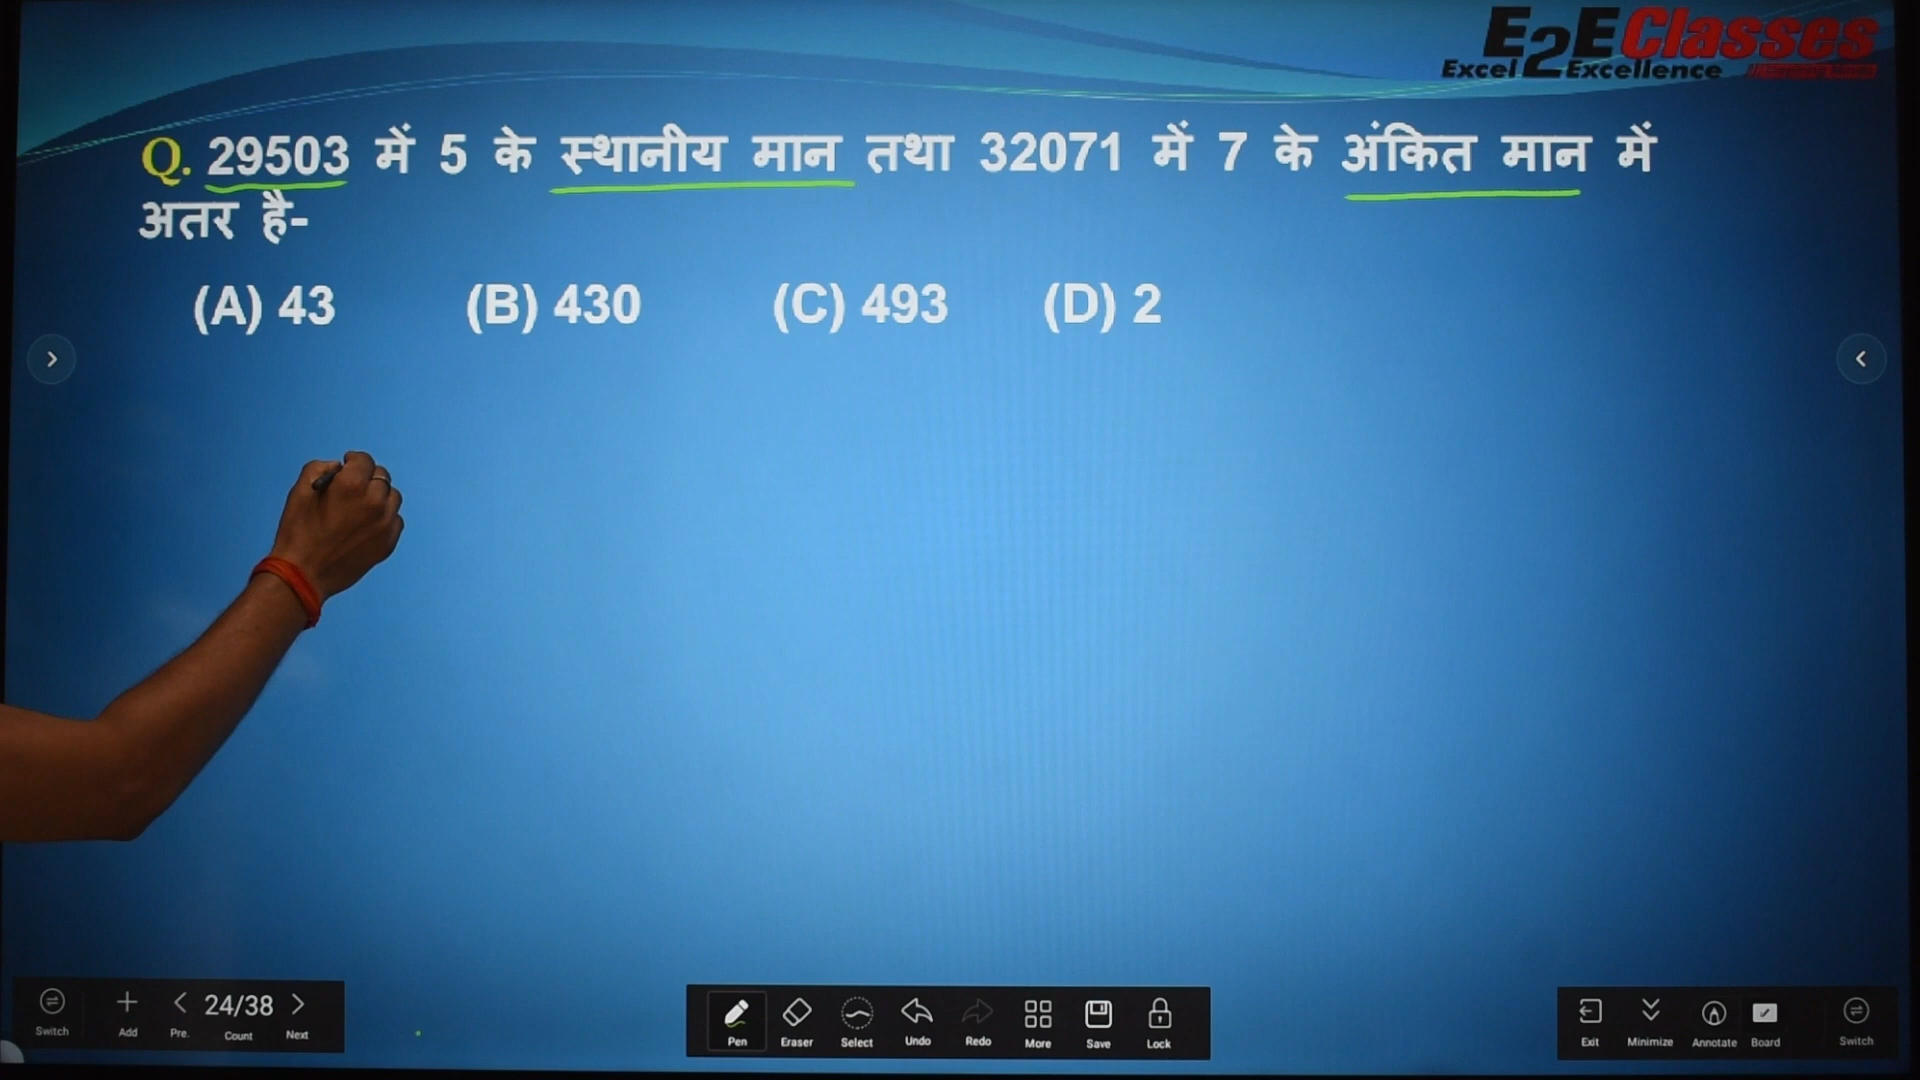 E2E Classes
Excel 2 Excellence
Q. 29503 में 5 के स्थानीय मान तथा 32071 में 7 के अंकित मान में
अतर है-
(A) 43 (B) 430 (C) 493 (D) 2
Switch Add Pre. 24/38 Count Next
Pen Eraser Select Undo Redo More Save Lock
Exit Minimize Annotate Board Switch